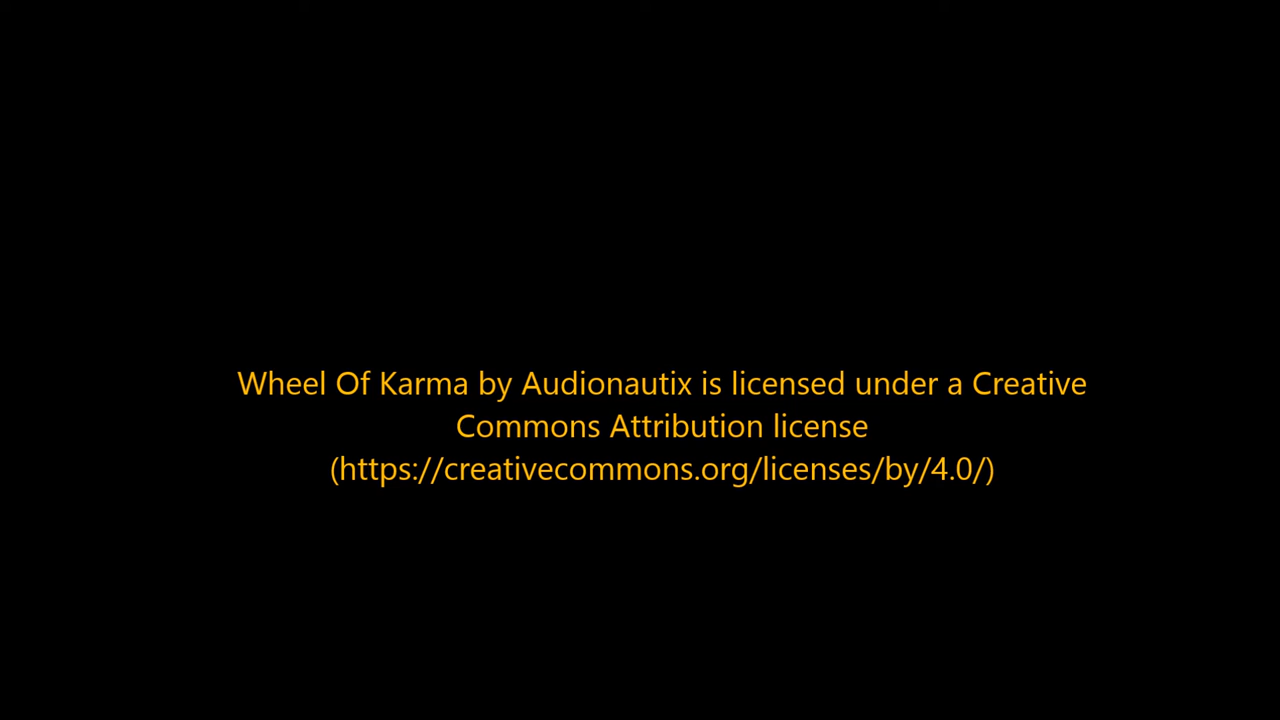 Wheel Of Karma by Audionautix is licensed under a Creative
Commons Attribution license
(https://creativecommons.org/licenses/by/4.0/)